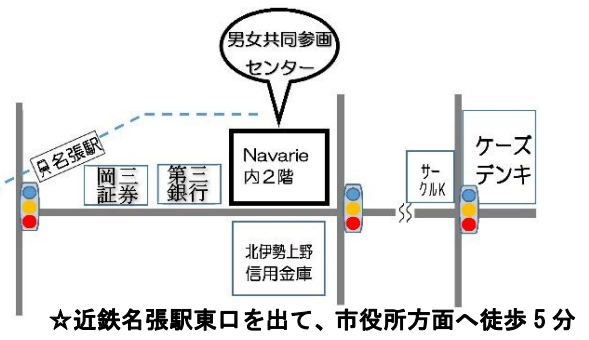 男女共同参画
センター
名張駅
岡三
証券
第三
銀行
Navarie
内2階
サー
クルK
ケーズ
デンキ
北伊勢上野
信用金庫
☆近鉄名張駅東口を出て、市役所方面へ徒歩5分